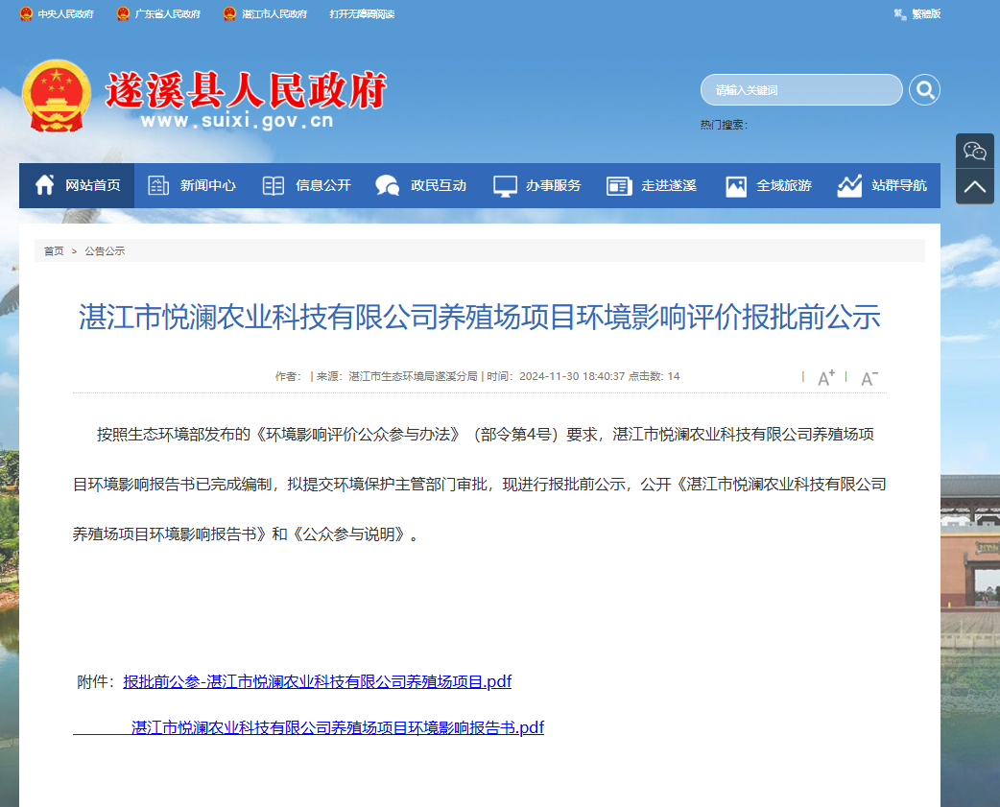 中央人民政府 广东省人民政府 湛江市人民政府 打开无障碍阅读 繁體版
遂溪县人民政府
www.suixi.gov.cn
请输入关键词
热门搜索：
网站首页 新闻中心 信息公开 政民互动 办事服务 走进遂溪 全域旅游 站群导航
首页 > 公告公示
湛江市悦澜农业科技有限公司养殖场项目环境影响评价报批前公示
作者： | 来源：湛江市生态环境局遂溪分局 | 时间：2024-11-30 18:40:37 点击数: 14 | A+ | A-
按照生态环境部发布的《环境影响评价公众参与办法》（部令第4号）要求，湛江市悦澜农业科技有限公司养殖场项
目环境影响报告书已完成编制，拟提交环境保护主管部门审批，现进行报批前公示，公开《湛江市悦澜农业科技有限公司
养殖场项目环境影响报告书》和《公众参与说明》。
附件：报批前公参-湛江市悦澜农业科技有限公司养殖场项目.pdf
湛江市悦澜农业科技有限公司养殖场项目环境影响报告书.pdf